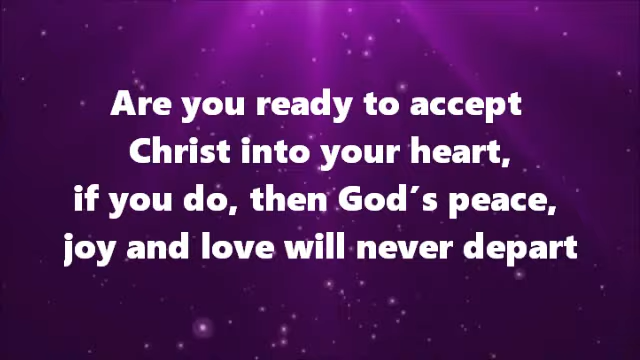 Are you ready to accept
Christ into your heart,
if you do, then God´s peace,
joy and love will never depart